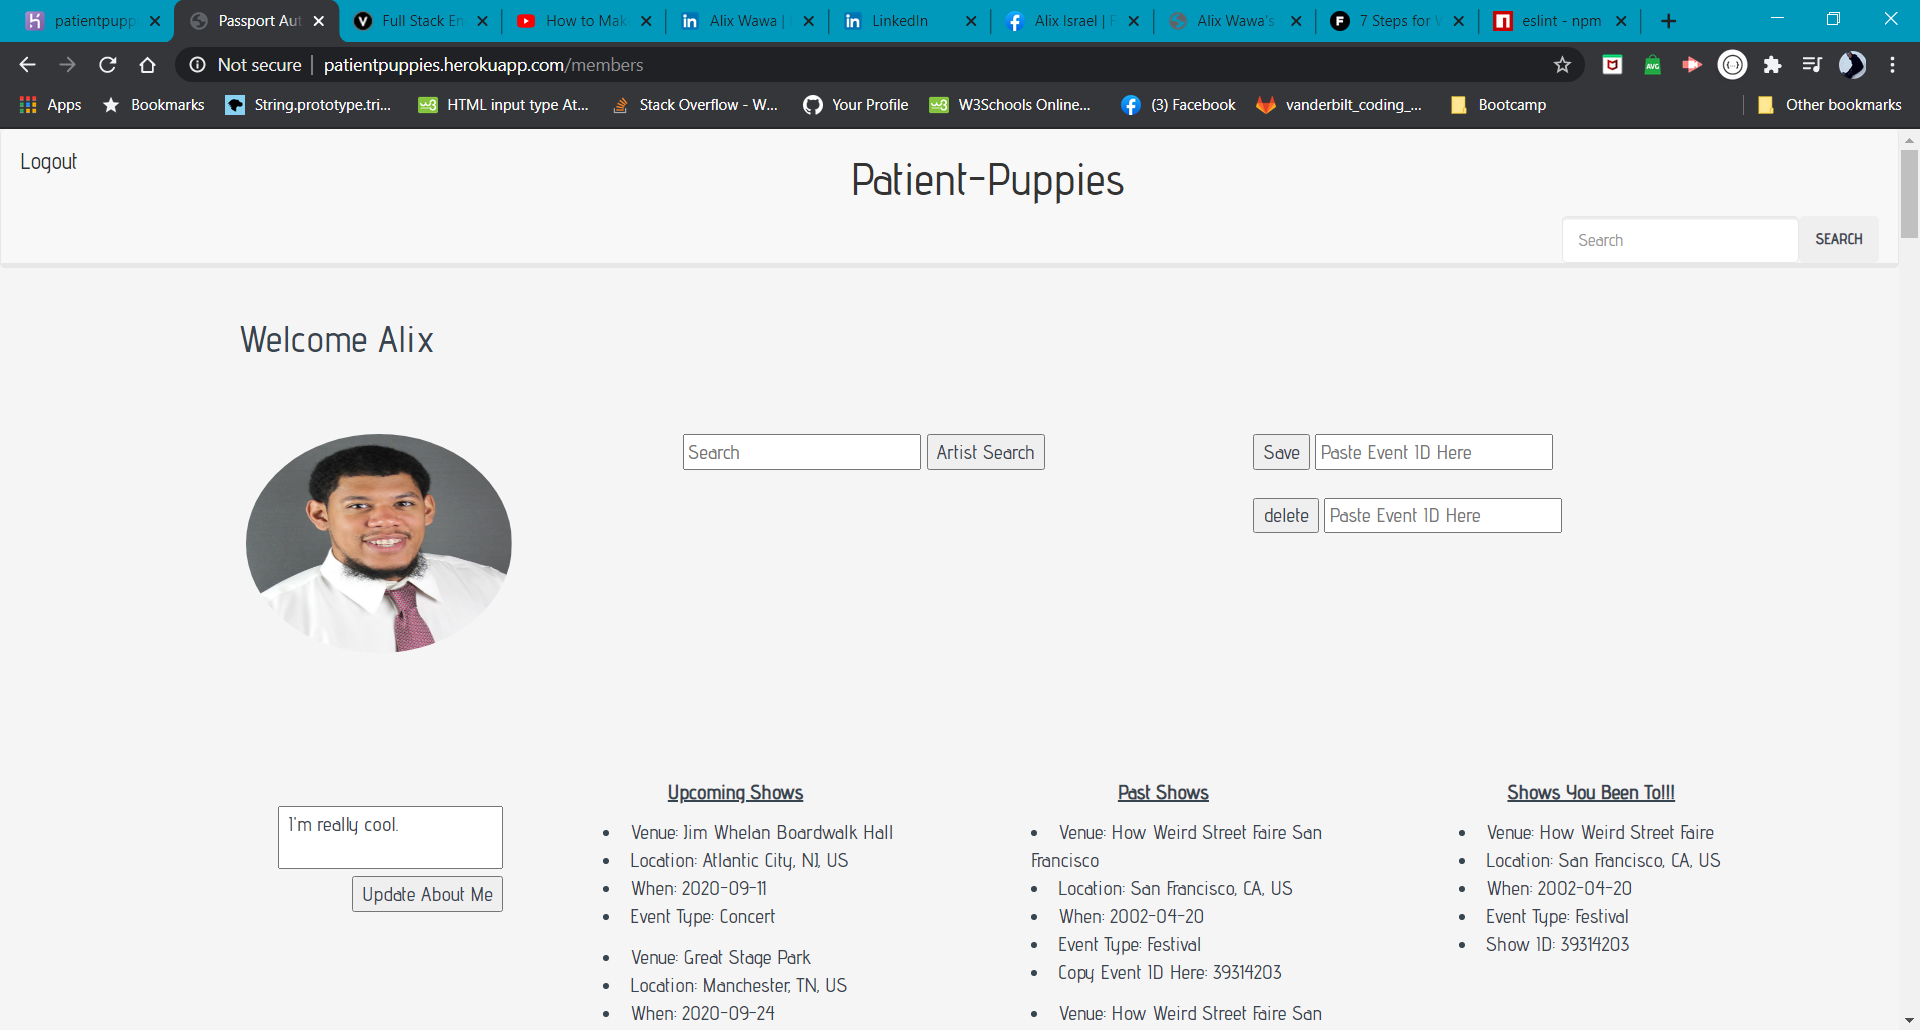 patientpupp
Passport Aut
Full Stack En
How to Mak
Alix Wawa |
LinkedIn
Alix Israel | F
Alix Wawa's
7 Steps for W
eslint - npm
Not secure | patientpuppies.herokuapp.com/members
Apps
Bookmarks
String.prototype.tri...
HTML input type At...
Stack Overflow - W...
Your Profile
W3Schools Online...
(3) Facebook
vanderbilt_coding_...
Bootcamp
Other bookmarks
Logout
Patient-Puppies
Search
SEARCH
Welcome Alix
Search
Artist Search
Save
Paste Event ID Here
delete
Paste Event ID Here
I'm really cool.
Update About Me
Upcoming Shows
Venue: Jim Whelan Boardwalk Hall
Location: Atlantic City, NJ, US
When: 2020-09-11
Event Type: Concert
Venue: Great Stage Park
Location: Manchester, TN, US
When: 2020-09-24
Past Shows
Venue: How Weird Street Faire San
Francisco
Location: San Francisco, CA, US
When: 2002-04-20
Event Type: Festival
Copy Event ID Here: 39314203
Venue: How Weird Street Faire San
Shows You Been To!!!
Venue: How Weird Street Faire
Location: San Francisco, CA, US
When: 2002-04-20
Event Type: Festival
Show ID: 39314203